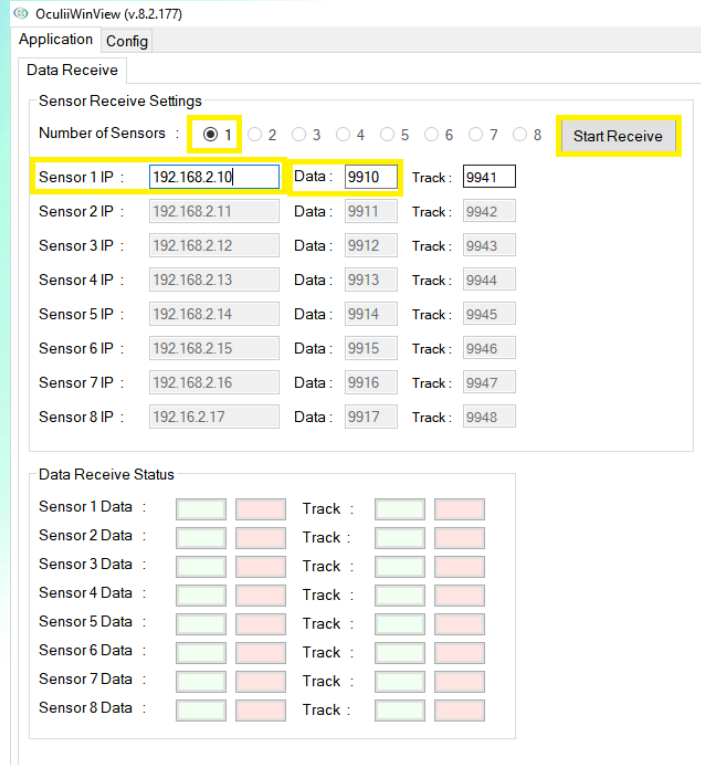 OculiiWinView (v.8.2.177)
Application Config
Data Receive
Sensor Receive Settings
Number of Sensors : 1 2 3 4 5 6 7 8 Start Receive
Sensor 1 IP : 192.168.2.10 Data : 9910 Track : 9941
Sensor 2 IP : 192.168.2.11 Data : 9911 Track : 9942
Sensor 3 IP : 192.168.2.12 Data : 9912 Track : 9943
Sensor 4 IP : 192.168.2.13 Data : 9913 Track : 9944
Sensor 5 IP : 192.168.2.14 Data : 9914 Track : 9945
Sensor 6 IP : 192.168.2.15 Data : 9915 Track : 9946
Sensor 7 IP : 192.168.2.16 Data : 9916 Track : 9947
Sensor 8 IP : 192.16.2.17 Data : 9917 Track : 9948
Data Receive Status
Sensor 1 Data : Track :
Sensor 2 Data : Track :
Sensor 3 Data : Track :
Sensor 4 Data : Track :
Sensor 5 Data : Track :
Sensor 6 Data : Track :
Sensor 7 Data : Track :
Sensor 8 Data : Track :